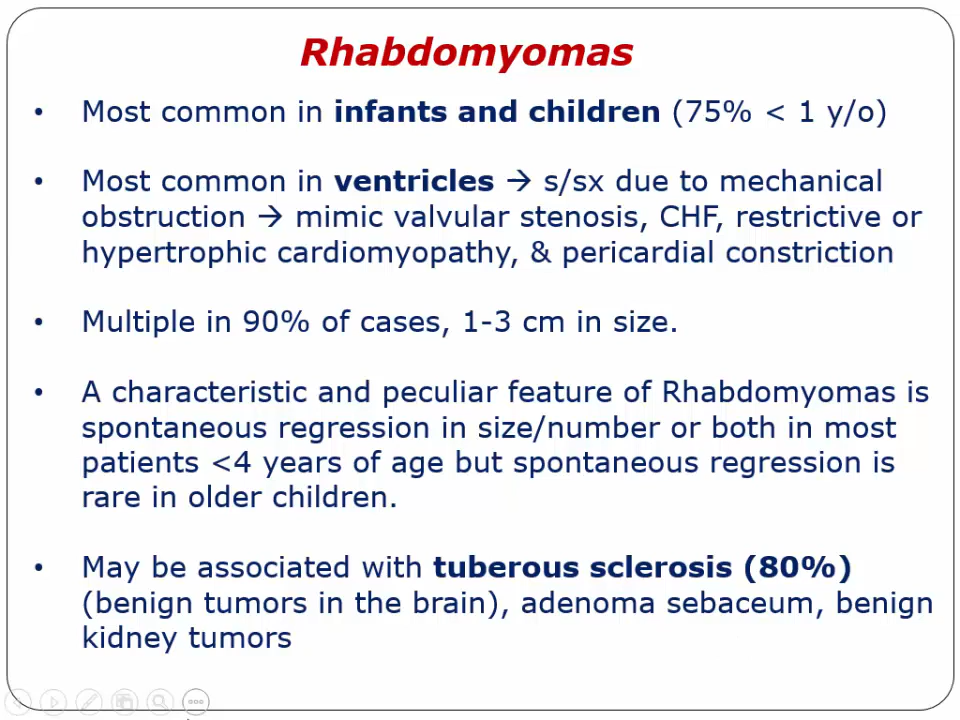 Rhabdomyomas
• Most common in infants and children (75% < 1 y/o)
• Most common in ventricles → s/sx due to mechanical
obstruction → mimic valvular stenosis, CHF, restrictive or
hypertrophic cardiomyopathy, & pericardial constriction
• Multiple in 90% of cases, 1-3 cm in size.
• A characteristic and peculiar feature of Rhabdomyomas is
spontaneous regression in size/number or both in most
patients <4 years of age but spontaneous regression is
rare in older children.
• May be associated with tuberous sclerosis (80%)
(benign tumors in the brain), adenoma sebaceum, benign
kidney tumors